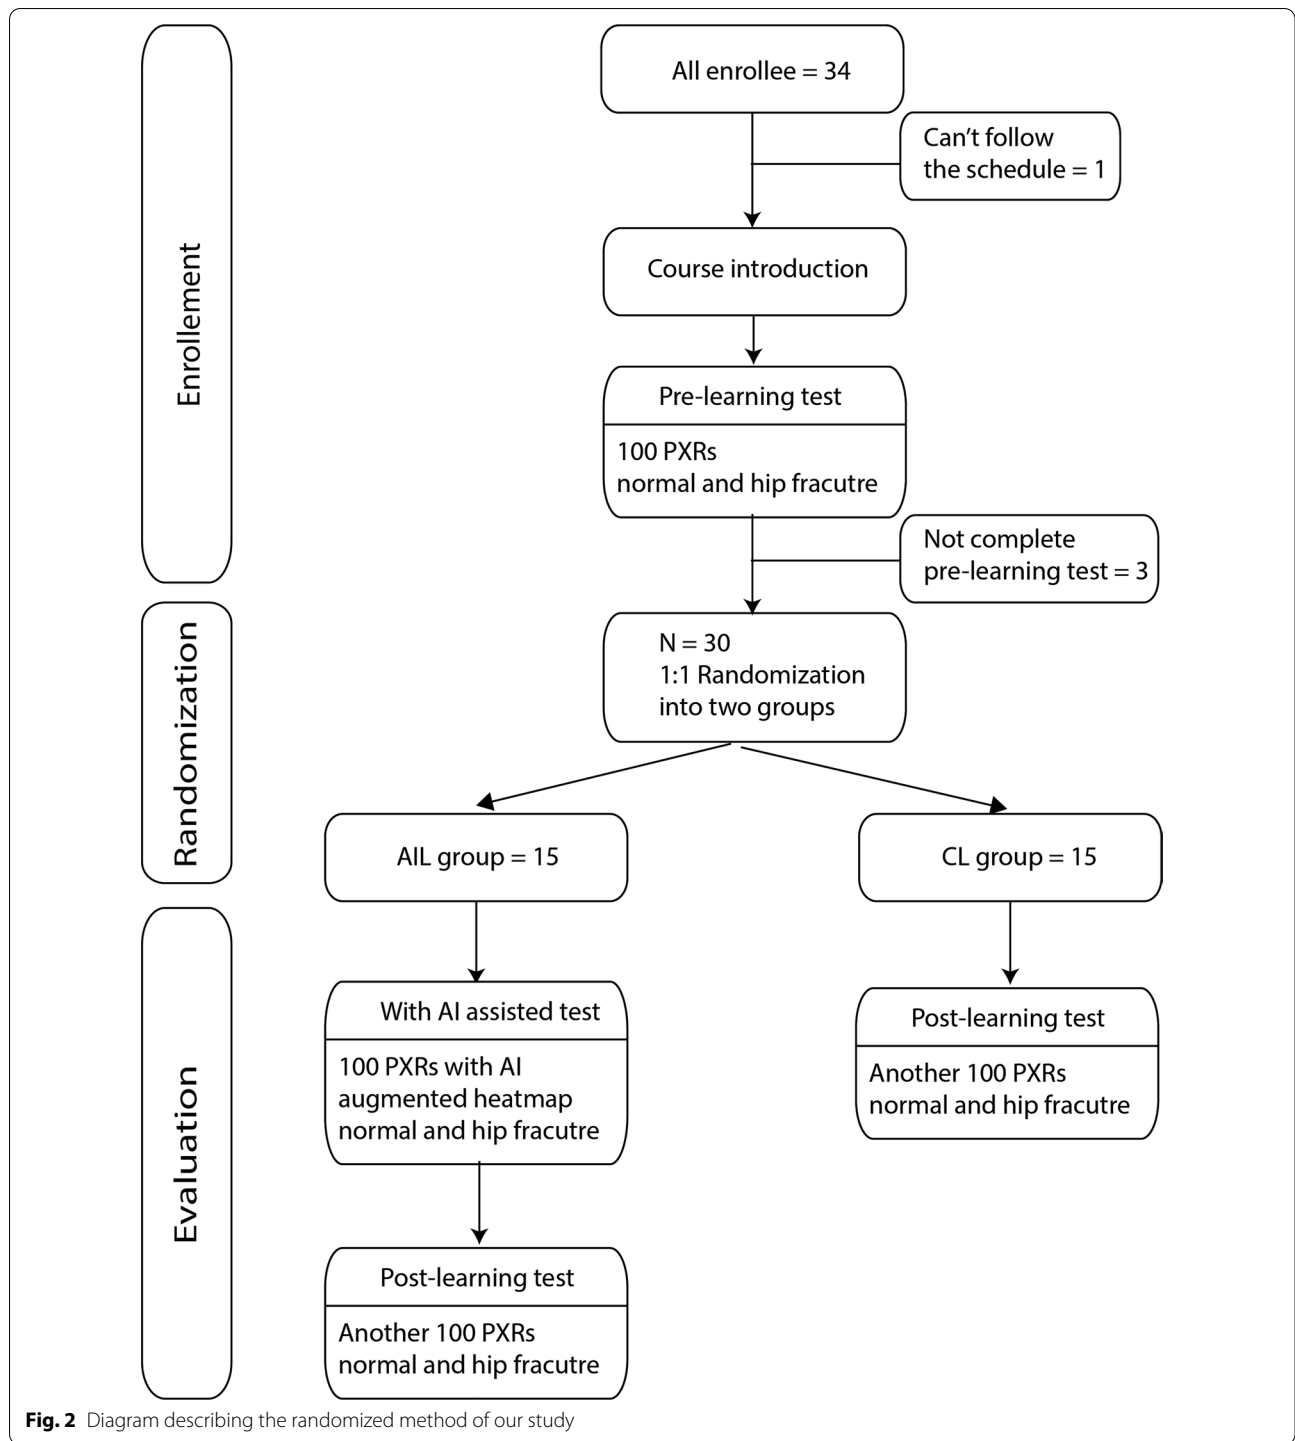 All enrollee = 34
Can't follow
the schedule = 1
Course introduction
Enrollement
Pre-learning test
100 PXRs
normal and hip fracutre
Not complete
pre-learning test = 3
Randomization
N = 30
1:1 Randomization
into two groups
AIL group = 15
CL group = 15
Evaluation
With AI assisted test
100 PXRs with AI
augmented heatmap
normal and hip fracutre
Post-learning test
Another 100 PXRs
normal and hip fracutre
Post-learning test
Another 100 PXRs
normal and hip fracutre
Fig. 2 Diagram describing the randomized method of our study